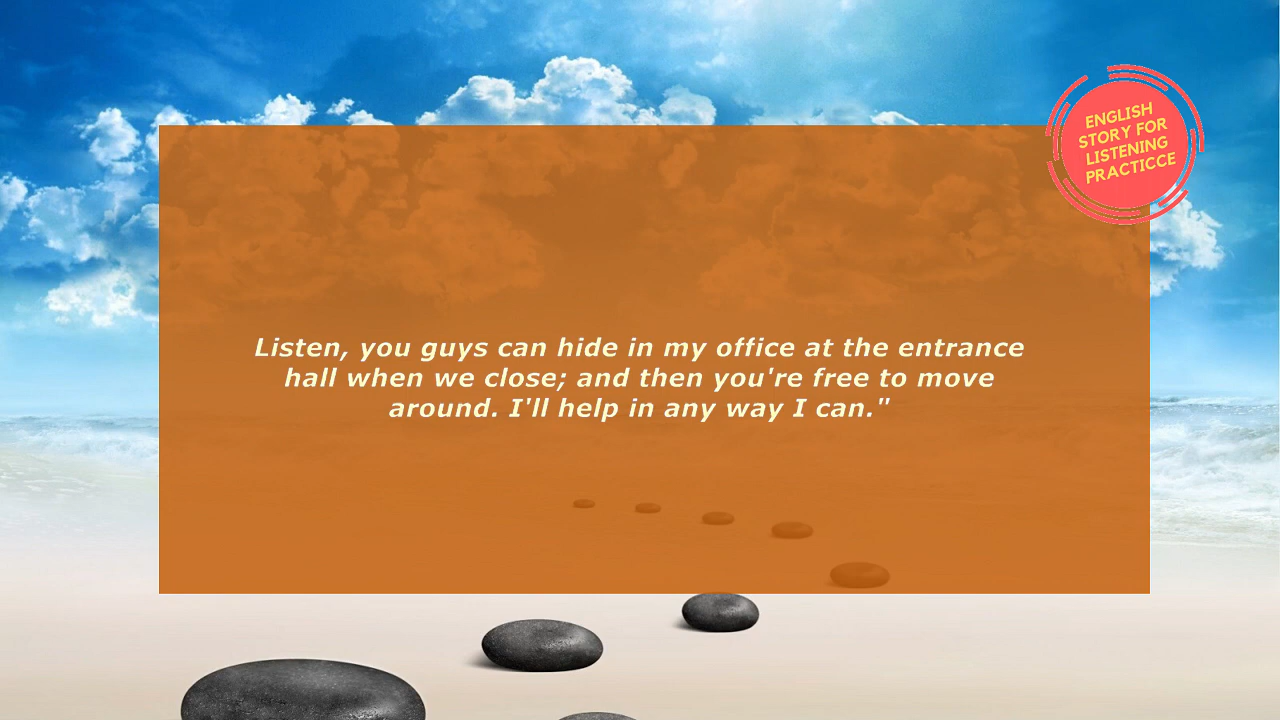 ENGLISH
STORY FOR
LISTENING
PRACTICCE
Listen, you guys can hide in my office at the entrance
hall when we close; and then you're free to move
around. I'll help in any way I can."